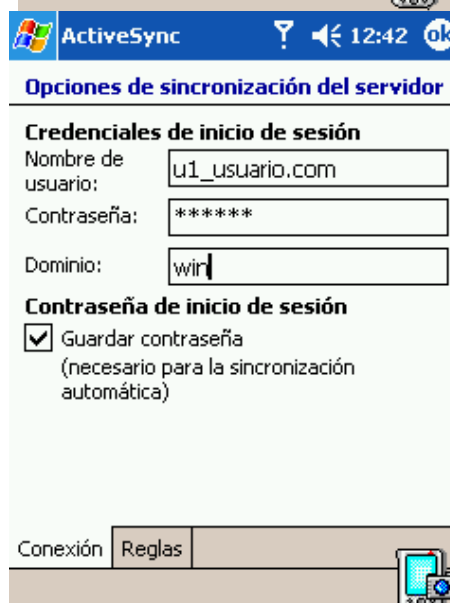 ActiveSync 12:42 ok
Opciones de sincronización del servidor
Credenciales de inicio de sesión
Nombre de
usuario:
u1_usuario.com
Contraseña: ******
Dominio: win
Contraseña de inicio de sesión
Guardar contraseña
(necesario para la sincronización
automática)
Conexión Reglas